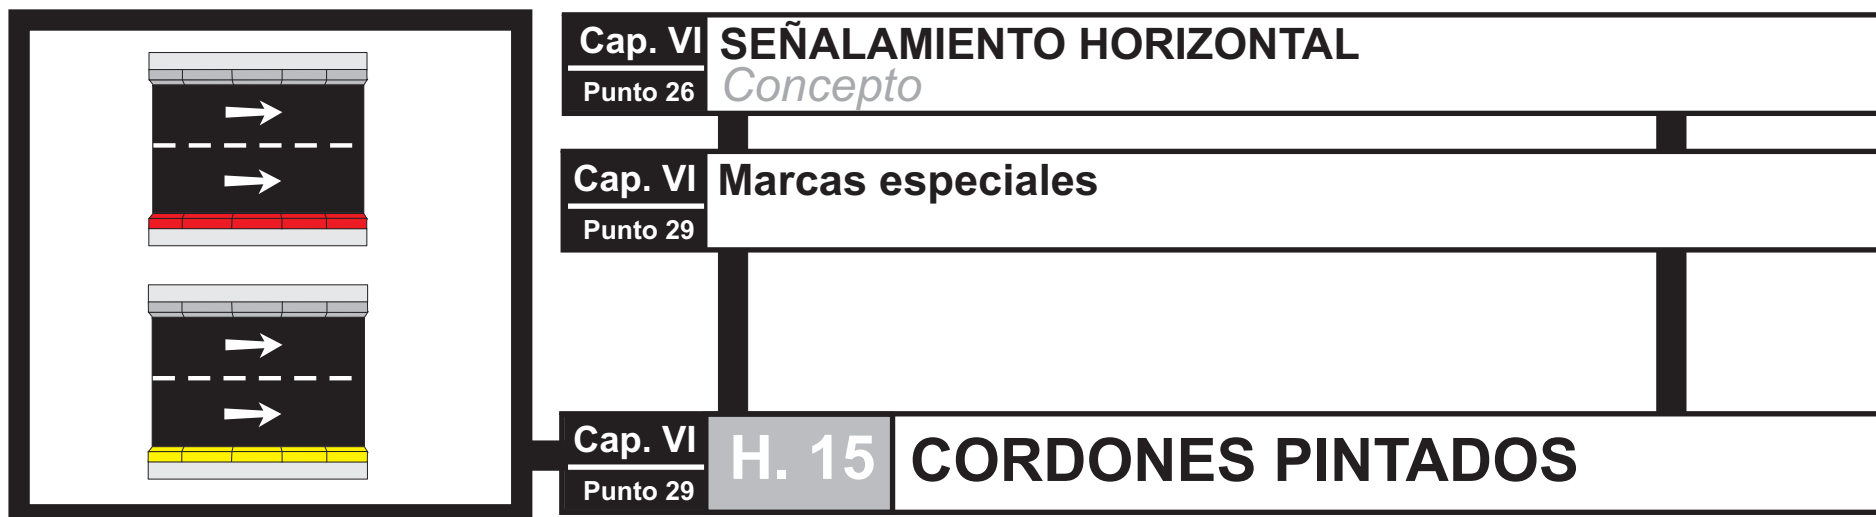 Cap. VI SEÑALAMIENTO HORIZONTAL
Punto 26 Concepto
Cap. VI Marcas especiales
Punto 29
Cap. VI H. 15 CORDONES PINTADOS
Punto 29